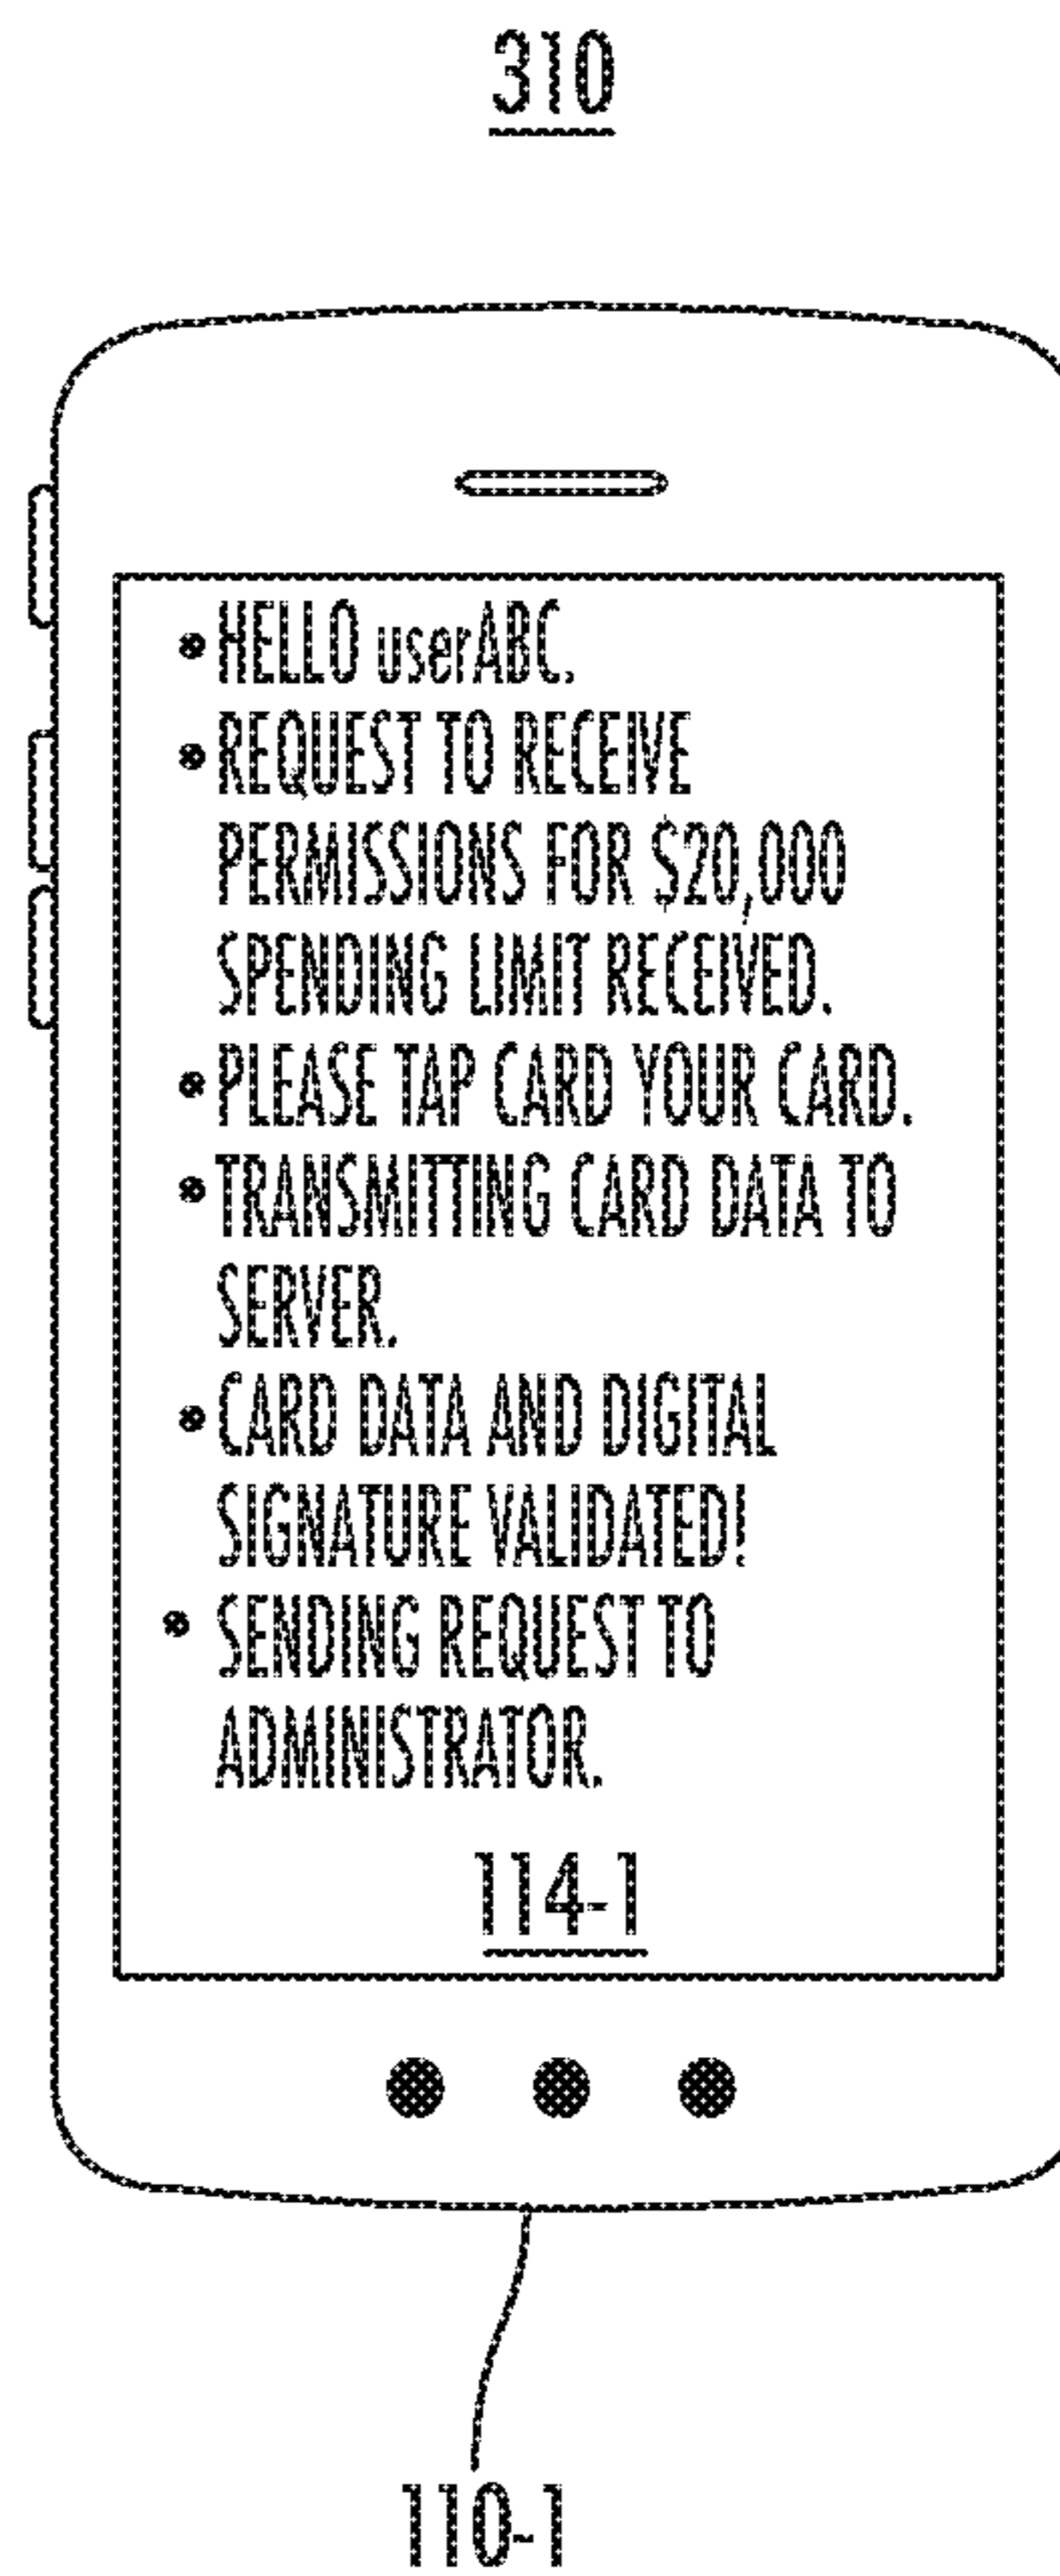 310
• HELLO userABC.
• REQUEST TO RECEIVE
PERMISSIONS FOR $20,000
SPENDING LIMIT RECEIVED.
• PLEASE TAP CARD YOUR CARD.
• TRANSMITTING CARD DATA TO
SERVER.
• CARD DATA AND DIGITAL
SIGNATURE VALIDATED!
• SENDING REQUEST TO
ADMINISTRATOR.
114-1
110-1